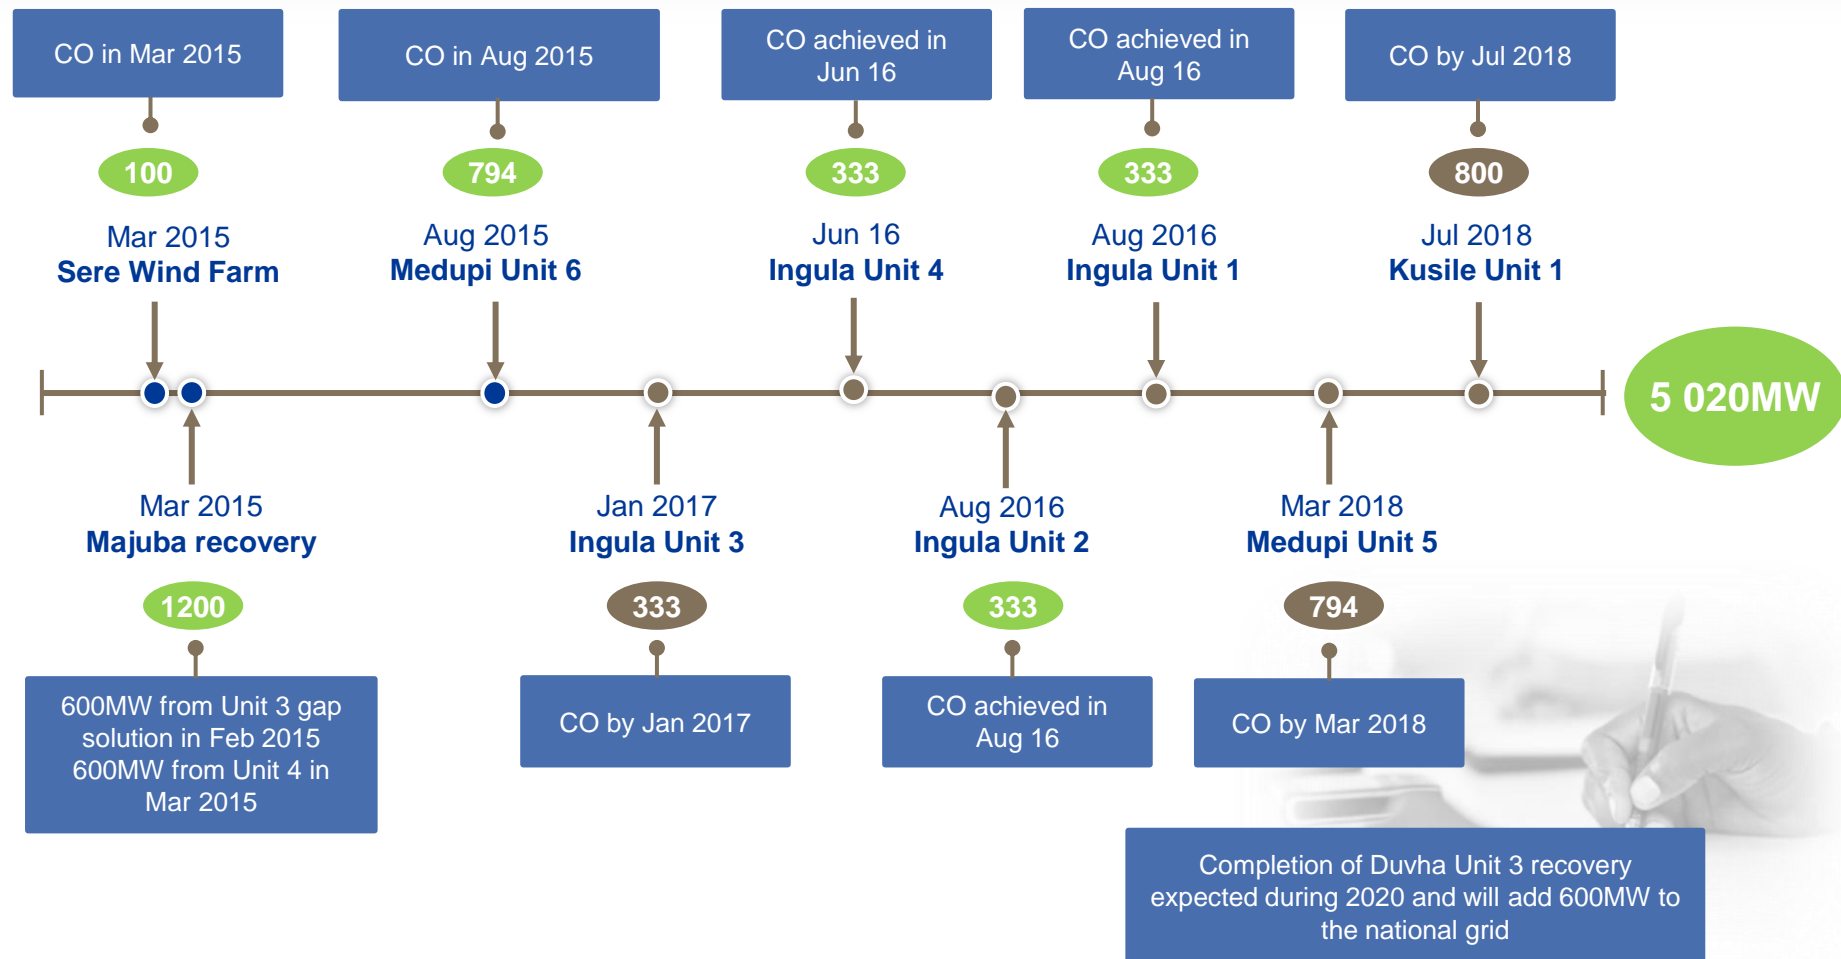 CO in Mar 2015
CO in Aug 2015
CO achieved in
Jun 16
CO achieved in
Aug 16
CO by Jul 2018
100
794
333
333
800
Mar 2015
Sere Wind Farm
Aug 2015
Medupi Unit 6
Jun 16
Ingula Unit 4
Aug 2016
Ingula Unit 1
Jul 2018
Kusile Unit 1
5 020MW
Mar 2015
Majuba recovery
Jan 2017
Ingula Unit 3
Aug 2016
Ingula Unit 2
Mar 2018
Medupi Unit 5
1200
333
333
794
600MW from Unit 3 gap
solution in Feb 2015
600MW from Unit 4 in
Mar 2015
CO by Jan 2017
CO achieved in
Aug 16
CO by Mar 2018
Completion of Duvha Unit 3 recovery
expected during 2020 and will add 600MW to
the national grid